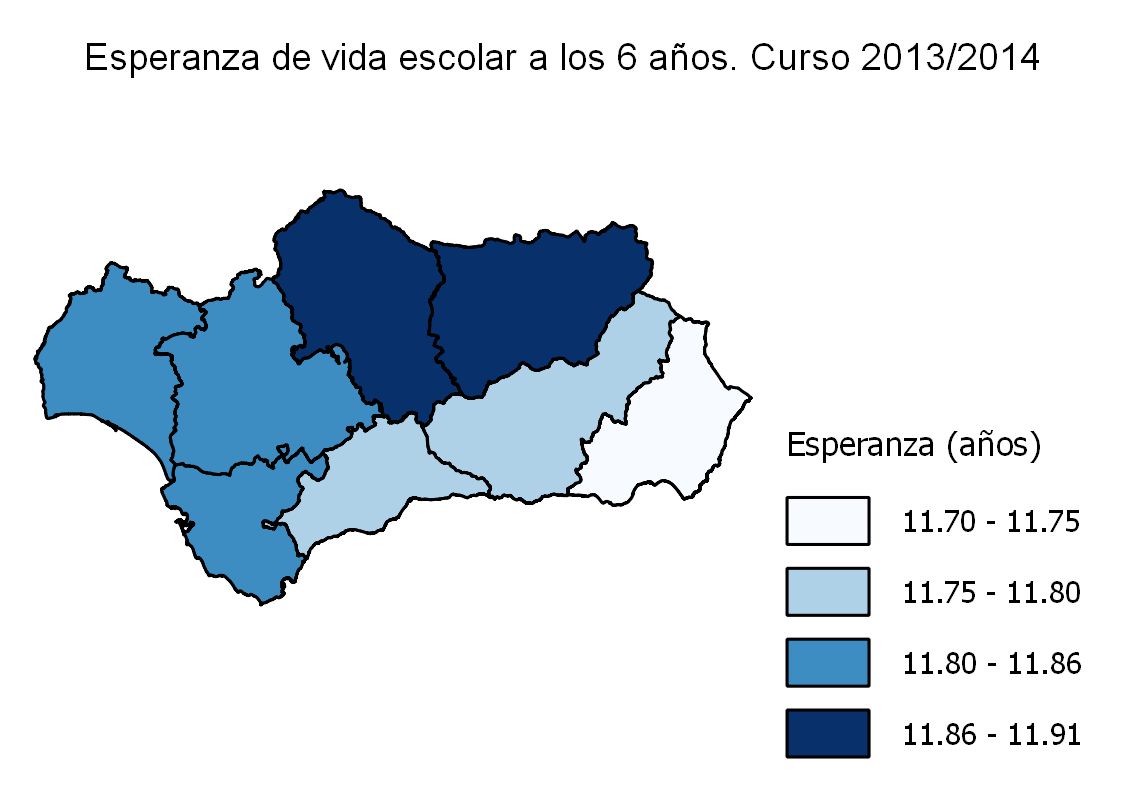 Esperanza de vida escolar a los 6 años. Curso 2013/2014
Esperanza (años)
11.70 - 11.75
11.75 - 11.80
11.80 - 11.86
11.86 - 11.91